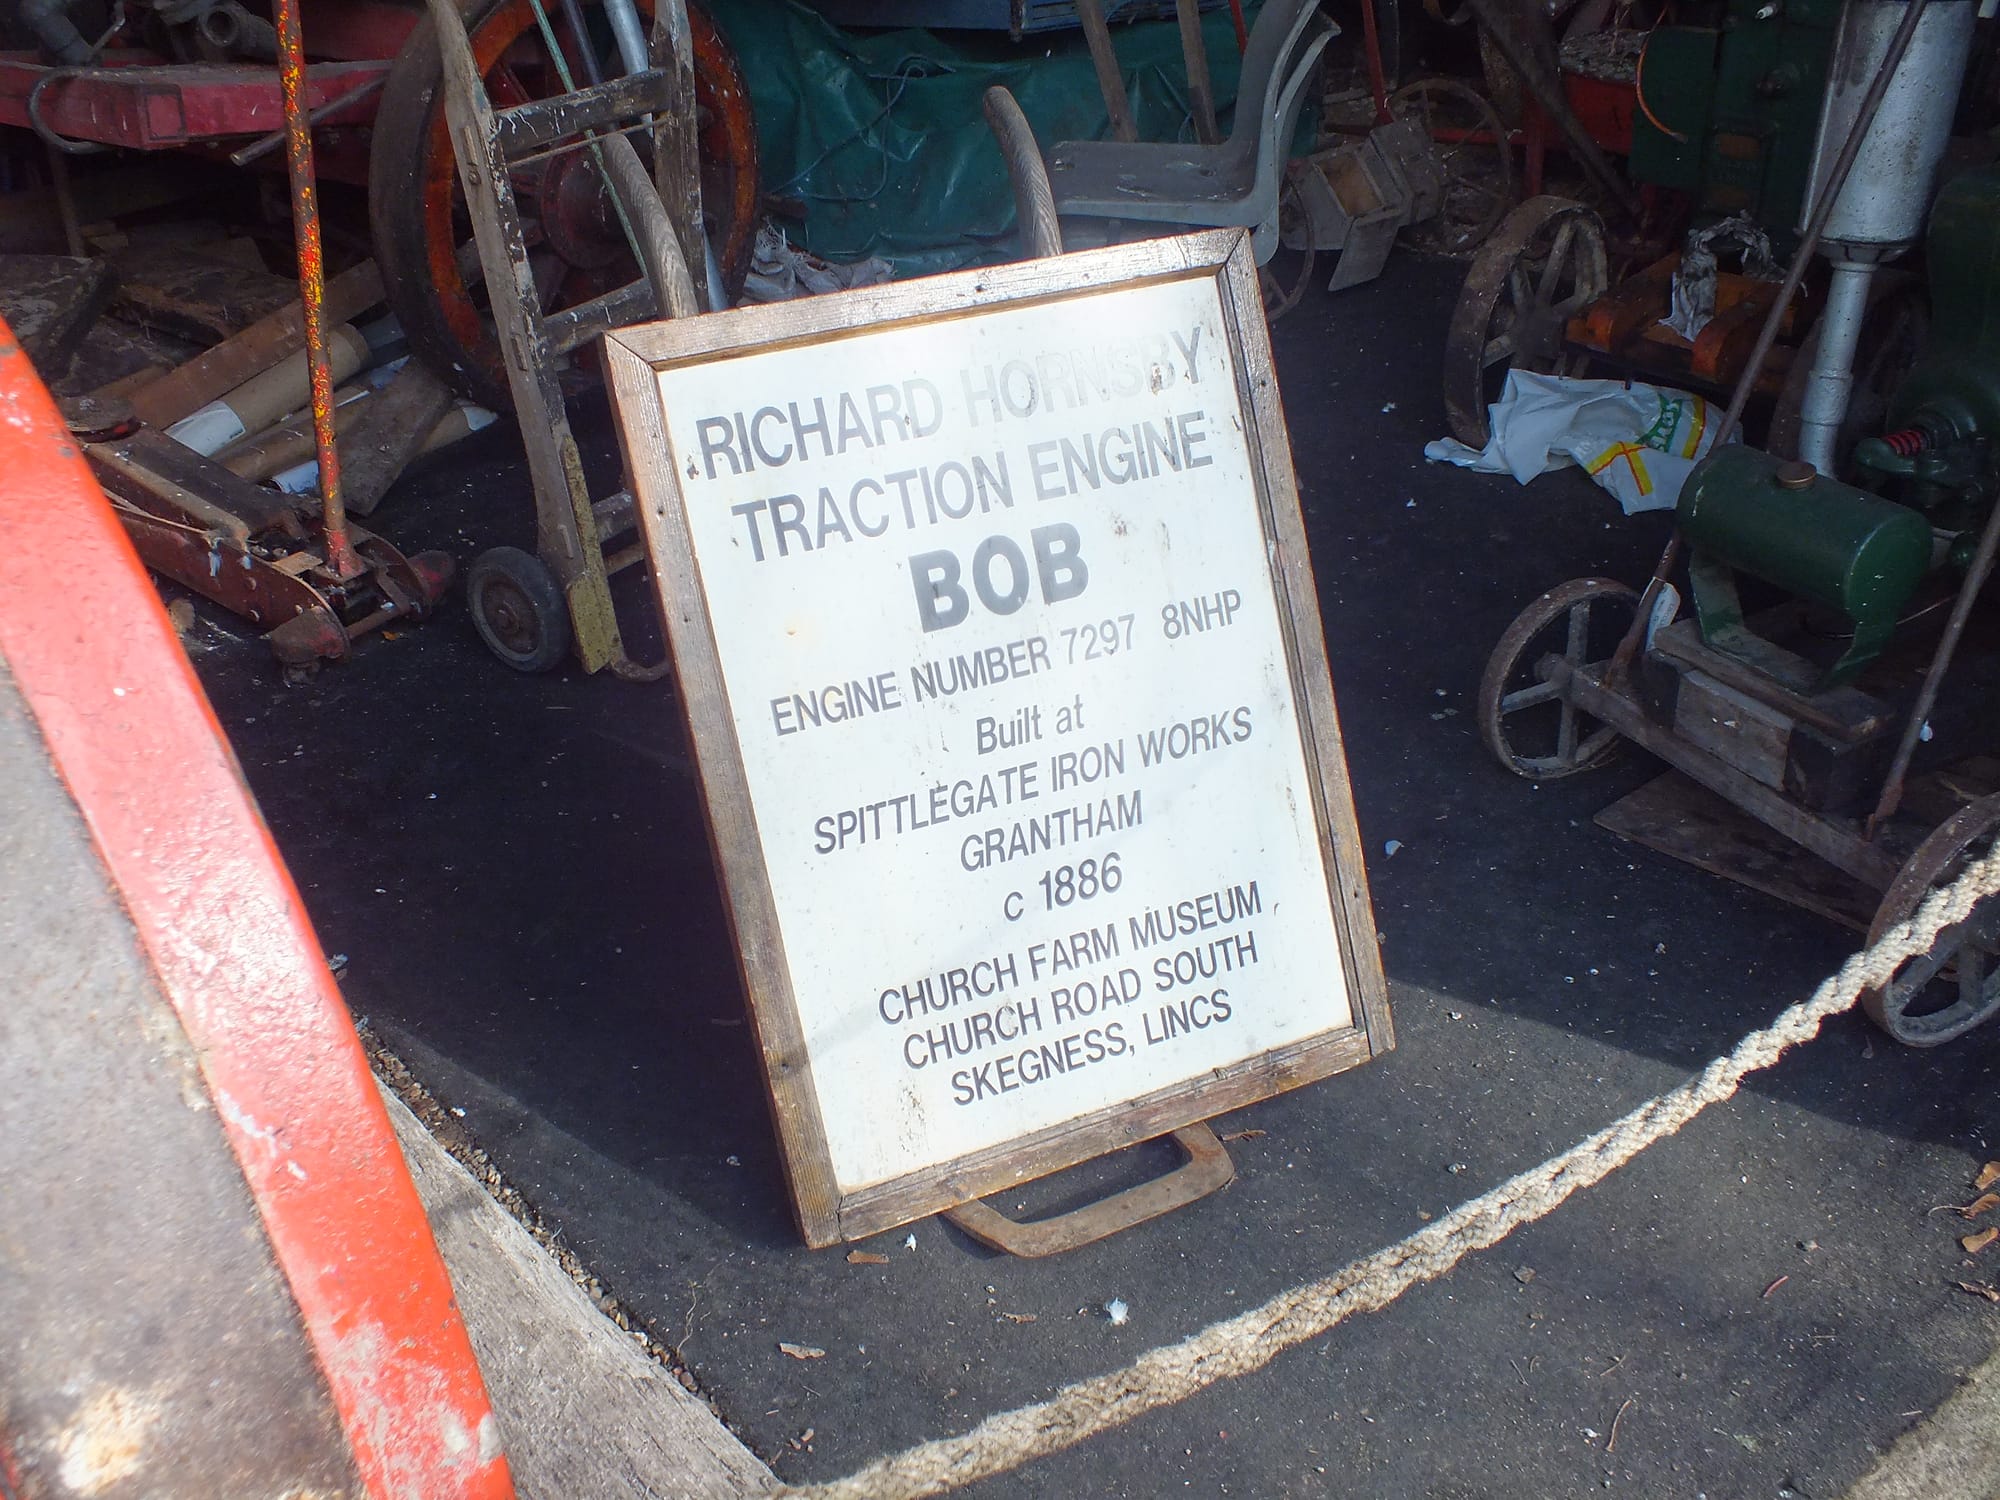 RICHARD HORNSBY
TRACTION ENGINE
BOB
ENGINE NUMBER 7297 8NHP
Built at
SPITTLEGATE IRON WORKS
GRANTHAM
c 1886
CHURCH FARM MUSEUM
CHURCH ROAD SOUTH
SKEGNESS, LINCS